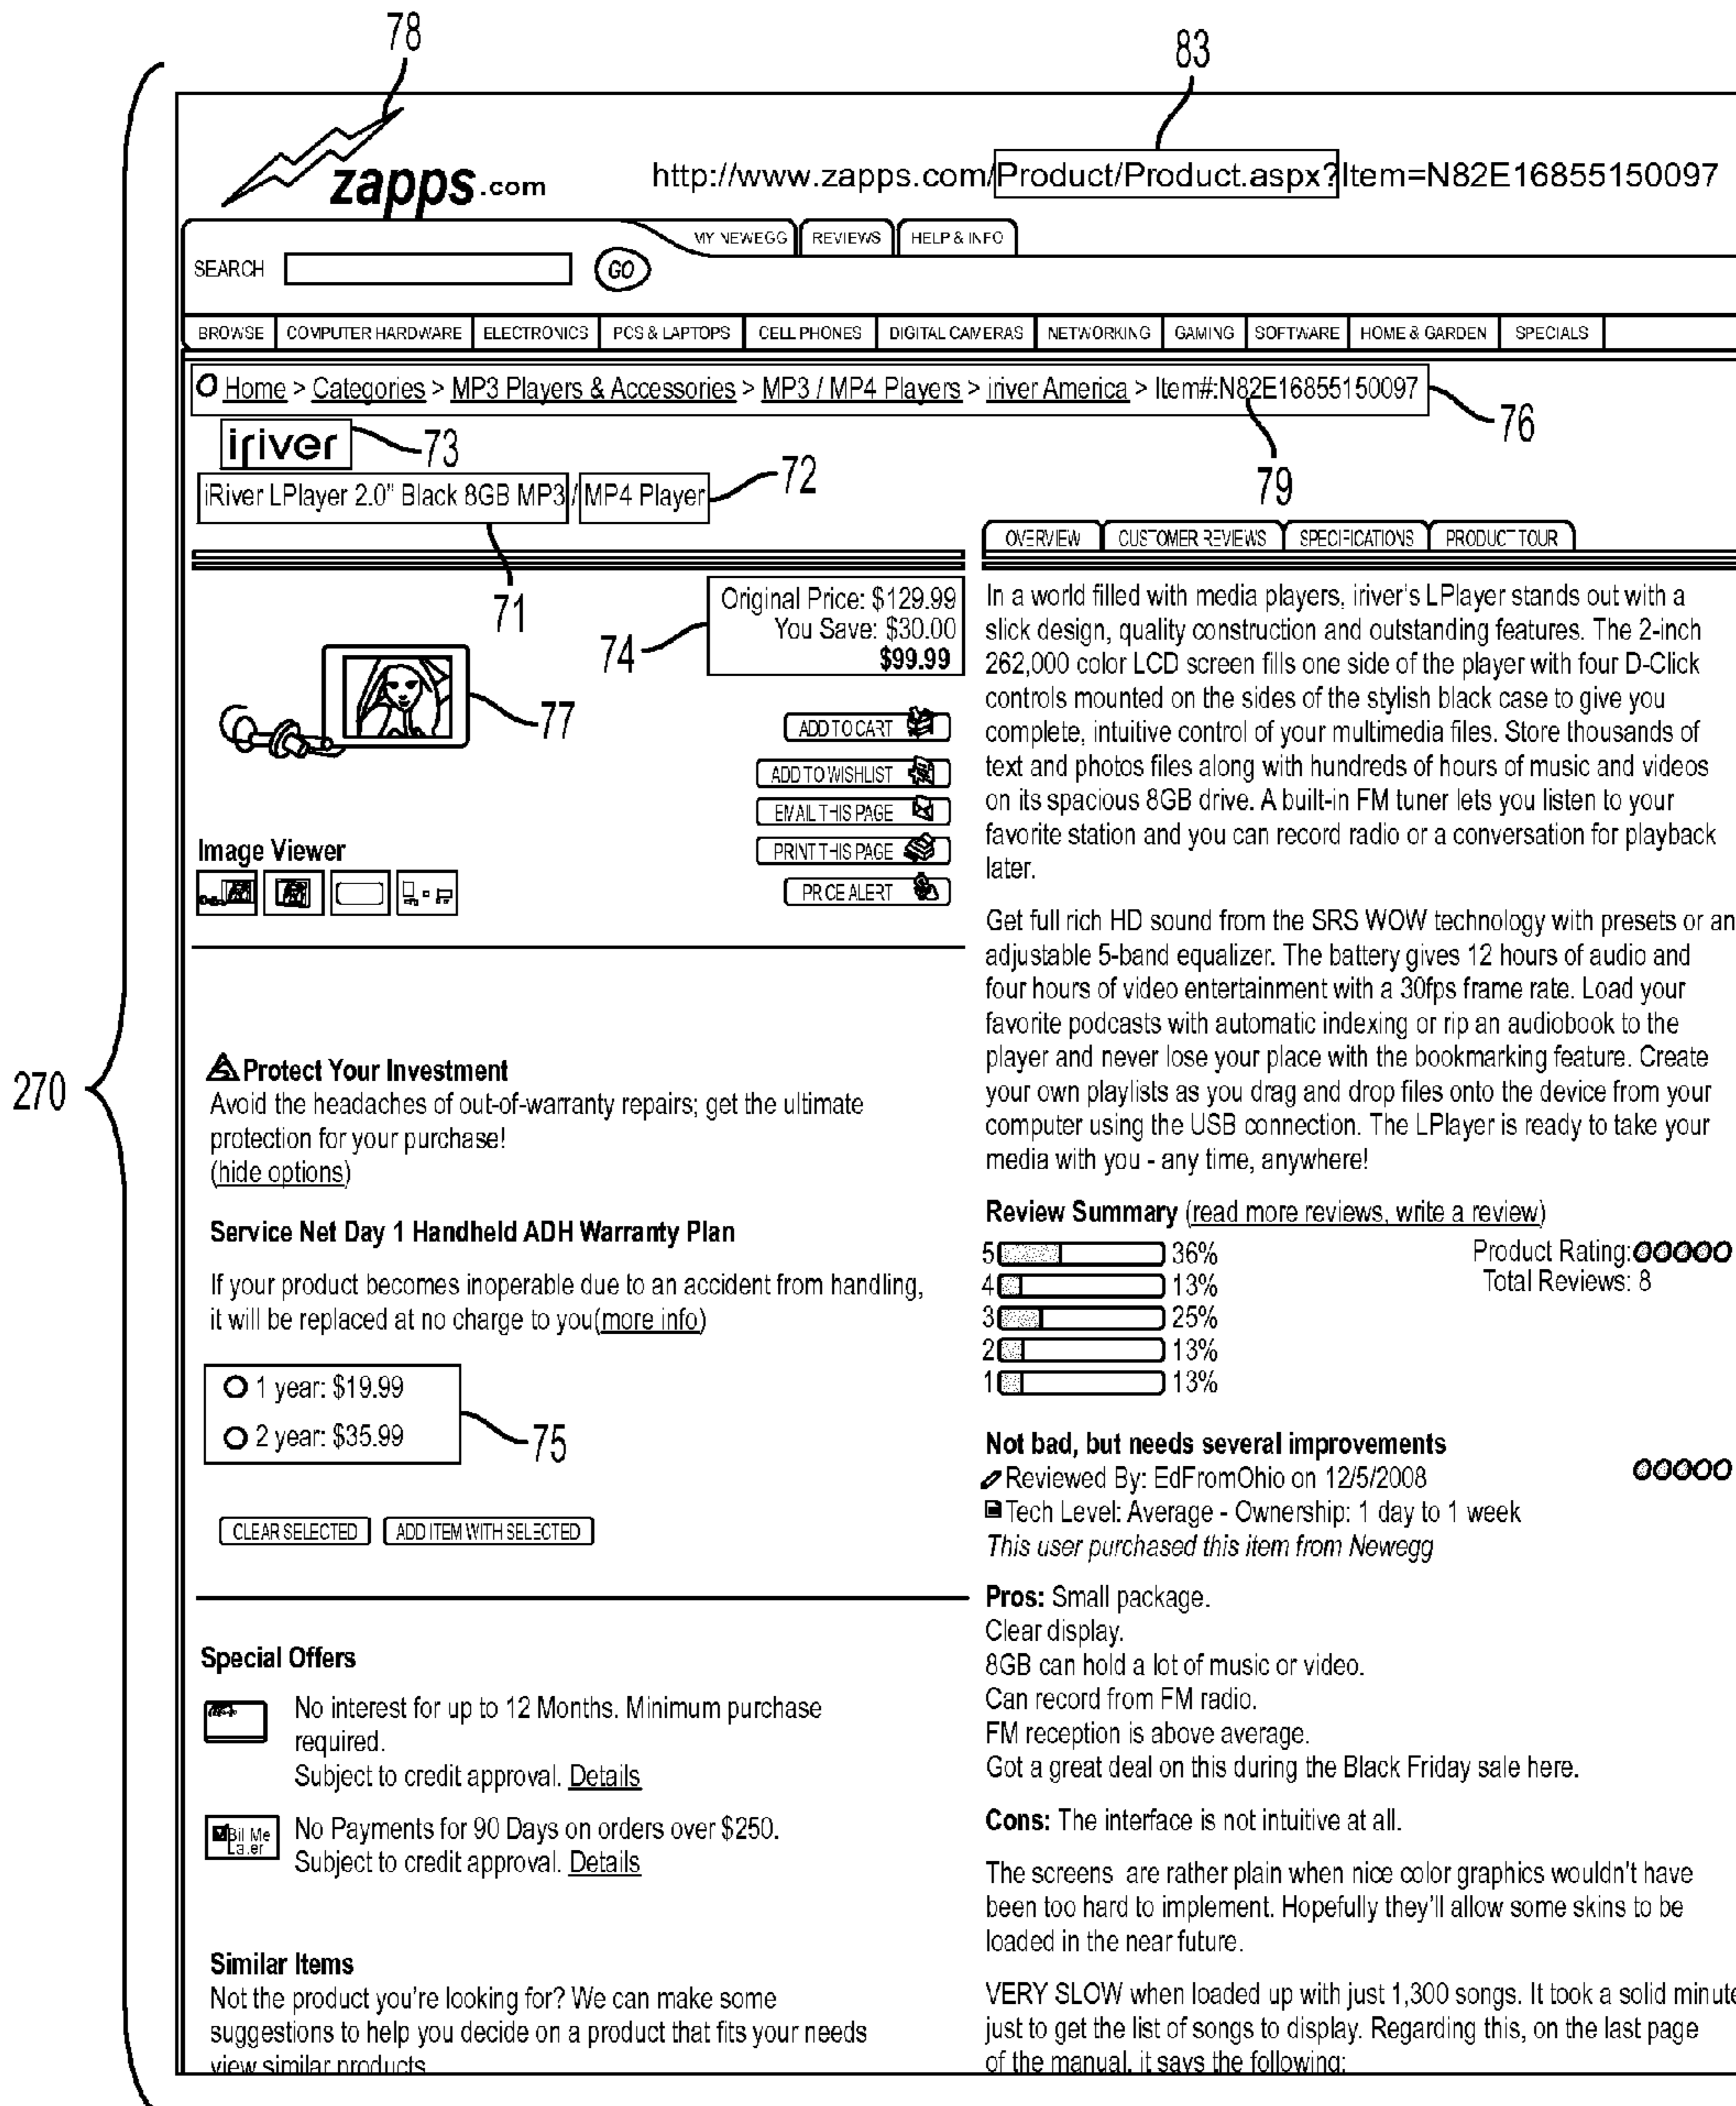 78
83
zapps.com
http://www.zapps.com/Product/Product.aspx?Item=N82E16855150097
MY NEWEGG REVIEWS HELP & INFO
SEARCH GO
BROWSE COMPUTER HARDWARE ELECTRONICS PCS & LAPTOPS CELL PHONES DIGITAL CAMERAS NETWORKING GAMING SOFTWARE HOME & GARDEN SPECIALS
Home > Categories > MP3 Players & Accessories > MP3 / MP4 Players > iriver America > Item#:N82E16855150097
76
79
iriver
73
iRiver LPlayer 2.0" Black 8GB MP3 / MP4 Player
72
71
Original Price: $129.99
You Save: $30.00
$99.99
74
77
ADD TO CART
ADD TO WISHLIST
EMAIL THIS PAGE
PRINT THIS PAGE
PRICE ALERT
Image Viewer
270
Protect Your Investment
Avoid the headaches of out-of-warranty repairs; get the ultimate
protection for your purchase!
(hide options)
Service Net Day 1 Handheld ADH Warranty Plan
If your product becomes inoperable due to an accident from handling,
it will be replaced at no charge to you(more info)
1 year: $19.99
2 year: $35.99
75
CLEAR SELECTED ADD ITEM WITH SELECTED
Special Offers
No interest for up to 12 Months. Minimum purchase
required.
Subject to credit approval. Details
Bill Me
Later
No Payments for 90 Days on orders over $250.
Subject to credit approval. Details
Similar Items
Not the product you're looking for? We can make some
suggestions to help you decide on a product that fits your needs
view similar products
OVERVIEW CUSTOMER REVIEWS SPECIFICATIONS PRODUCT TOUR
In a world filled with media players, iriver's LPlayer stands out with a
slick design, quality construction and outstanding features. The 2-inch
262,000 color LCD screen fills one side of the player with four D-Click
controls mounted on the sides of the stylish black case to give you
complete, intuitive control of your multimedia files. Store thousands of
text and photos files along with hundreds of hours of music and videos
on its spacious 8GB drive. A built-in FM tuner lets you listen to your
favorite station and you can record radio or a conversation for playback
later.
Get full rich HD sound from the SRS WOW technology with presets or an
adjustable 5-band equalizer. The battery gives 12 hours of audio and
four hours of video entertainment with a 30fps frame rate. Load your
favorite podcasts with automatic indexing or rip an audiobook to the
player and never lose your place with the bookmarking feature. Create
your own playlists as you drag and drop files onto the device from your
computer using the USB connection. The LPlayer is ready to take your
media with you - any time, anywhere!
Review Summary (read more reviews, write a review)
5 36% Product Rating:
4 13% Total Reviews: 8
3 25%
2 13%
1 13%
Not bad, but needs several improvements
Reviewed By: EdFromOhio on 12/5/2008
Tech Level: Average - Ownership: 1 day to 1 week
This user purchased this item from Newegg
Pros: Small package.
Clear display.
8GB can hold a lot of music or video.
Can record from FM radio.
FM reception is above average.
Got a great deal on this during the Black Friday sale here.
Cons: The interface is not intuitive at all.
The screens are rather plain when nice color graphics wouldn't have
been too hard to implement. Hopefully they'll allow some skins to be
loaded in the near future.
VERY SLOW when loaded up with just 1,300 songs. It took a solid minute
just to get the list of songs to display. Regarding this, on the last page
of the manual, it says the following: